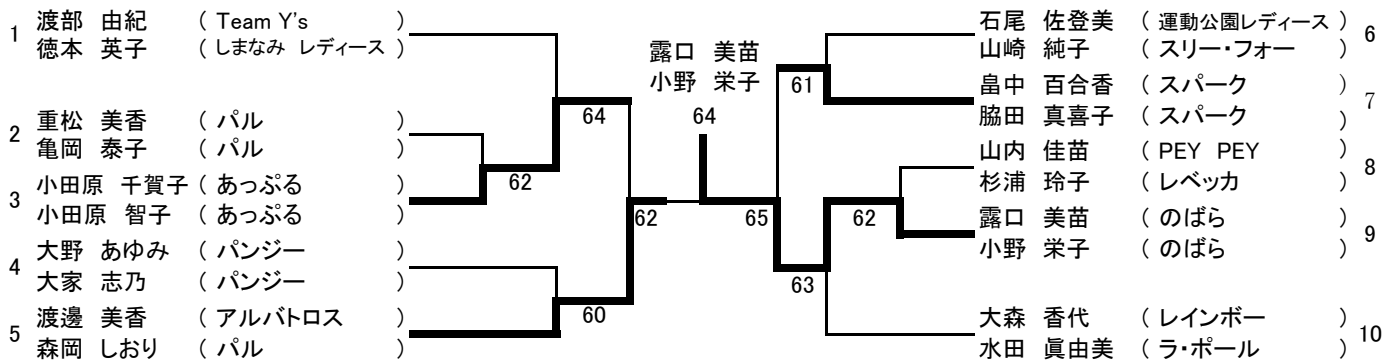 1 渡部 由紀 ( Team Y's )
徳本 英子 ( しまなみ レディース )
2 重松 美香 ( パル )
亀岡 泰子 ( パル )
3 小田原 千賀子 ( あっぷる )
小田原 智子 ( あっぷる )
4 大野 あゆみ ( パンジー )
大家 志乃 ( パンジー )
5 渡邊 美香 ( アルバトロス )
森岡 しおり ( パル )
64
62
60
62
露口 美苗
小野 栄子
64
65
61
62
63
石尾 佐登美 ( 運動公園レディース ) 6
山崎 純子 ( スリー・フォー )
畠中 百合香 ( スパーク ) 7
脇田 真喜子 ( スパーク )
山内 佳苗 ( PEY PEY ) 8
杉浦 玲子 ( レベッカ )
露口 美苗 ( のばら ) 9
小野 栄子 ( のばら )
大森 香代 ( レインボー ) 10
水田 眞由美 ( ラ・ポール )